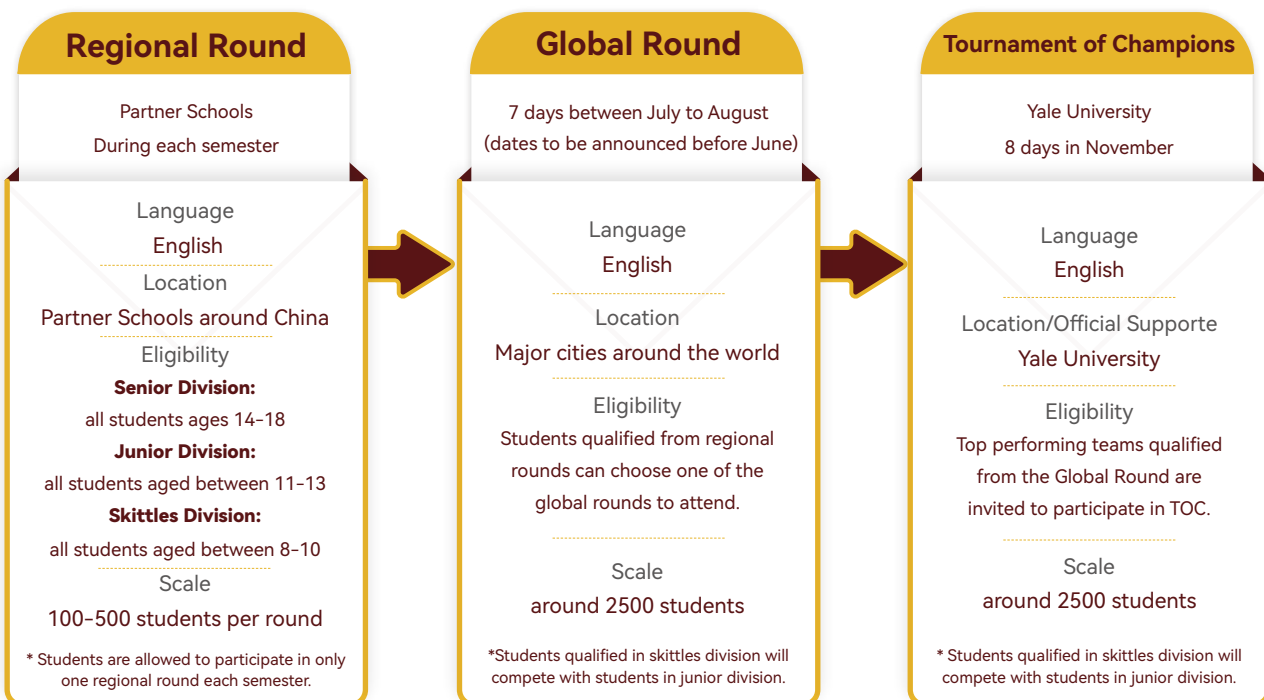 Regional Round
Partner Schools
During each semester
Language
English
Location
Partner Schools around China
Eligibility
Senior Division:
all students ages 14-18
Junior Division:
all students aged between 11-13
Skittles Division:
all students aged between 8-10
Scale
100-500 students per round
* Students are allowed to participate in only
one regional round each semester.
Global Round
7 days between July to August
(dates to be announced before June)
Language
English
Location
Major cities around the world
Eligibility
Students qualified from regional
rounds can choose one of the
global rounds to attend.
Scale
around 2500 students
*Students qualified in skittles division will
compete with students in junior division.
Tournament of Champions
Yale University
8 days in November
Language
English
Location/Official Supporte
Yale University
Eligibility
Top performing teams qualified
from the Global Round are
invited to participate in TOC.
Scale
around 2500 students
* Students qualified in skittles division will
compete with students in junior division.